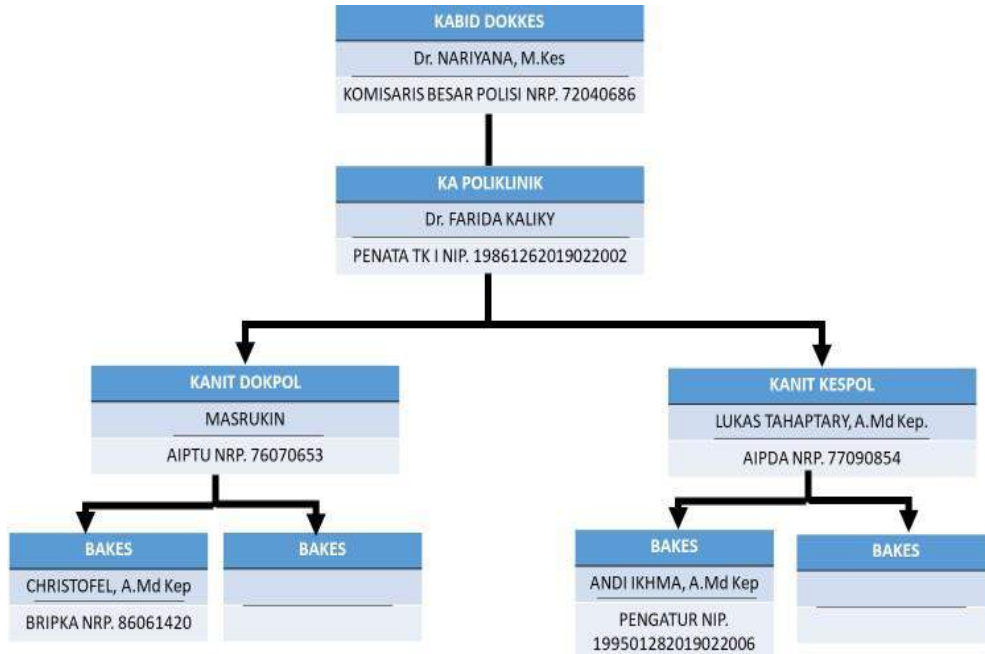 KABID DOKKES
Dr. NARIYANA, M.Kes
KOMISARIS BESAR POLISI NRP. 72040686
KA POLIKLINIK
Dr. FARIDA KALIKY
PENATA TK I NIP. 19861262019022002
KANIT DOKPOL
MASRUKIN
AIPTU NRP. 76070653
KANIT KESPOL
LUKAS TAHAPTARY, A.Md Kep.
AIPDA NRP. 77090854
BAKES
CHRISTOFEL, A.Md Kep
BRIPKA NRP. 86061420
BAKES
BAKES
ANDI IKHMA, A.Md Kep
PENGATUR NIP.
199501282019022006
BAKES